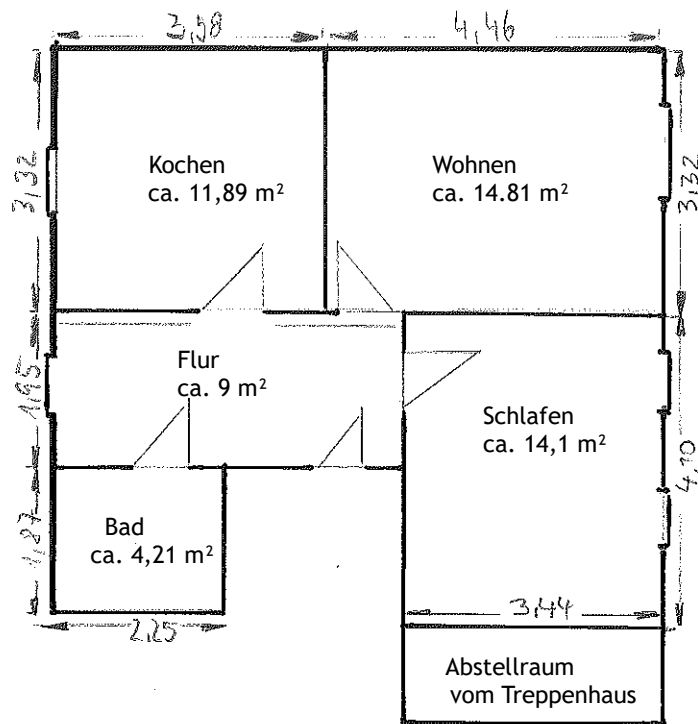 3,58
4,46
3,32
Kochen
ca. 11,89 m²
Wohnen
ca. 14.81 m²
3,32
1,95
Flur
ca. 9 m²
Schlafen
ca. 14,1 m²
4,10
1,87
Bad
ca. 4,21 m²
2,25
3,44
Abstellraum
vom Treppenhaus